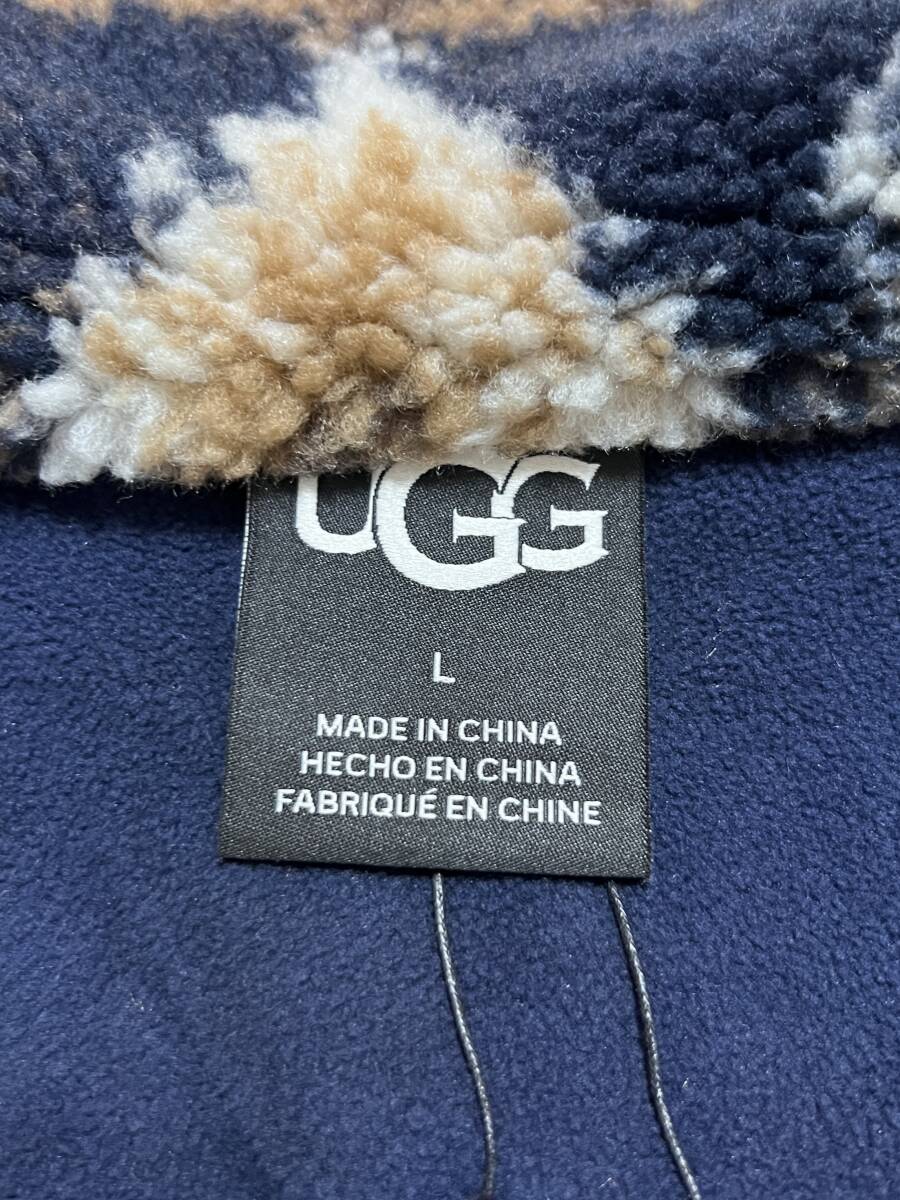 UGG
L
MADE IN CHINA
HECHO EN CHINA
FABRIQUÉ EN CHINE